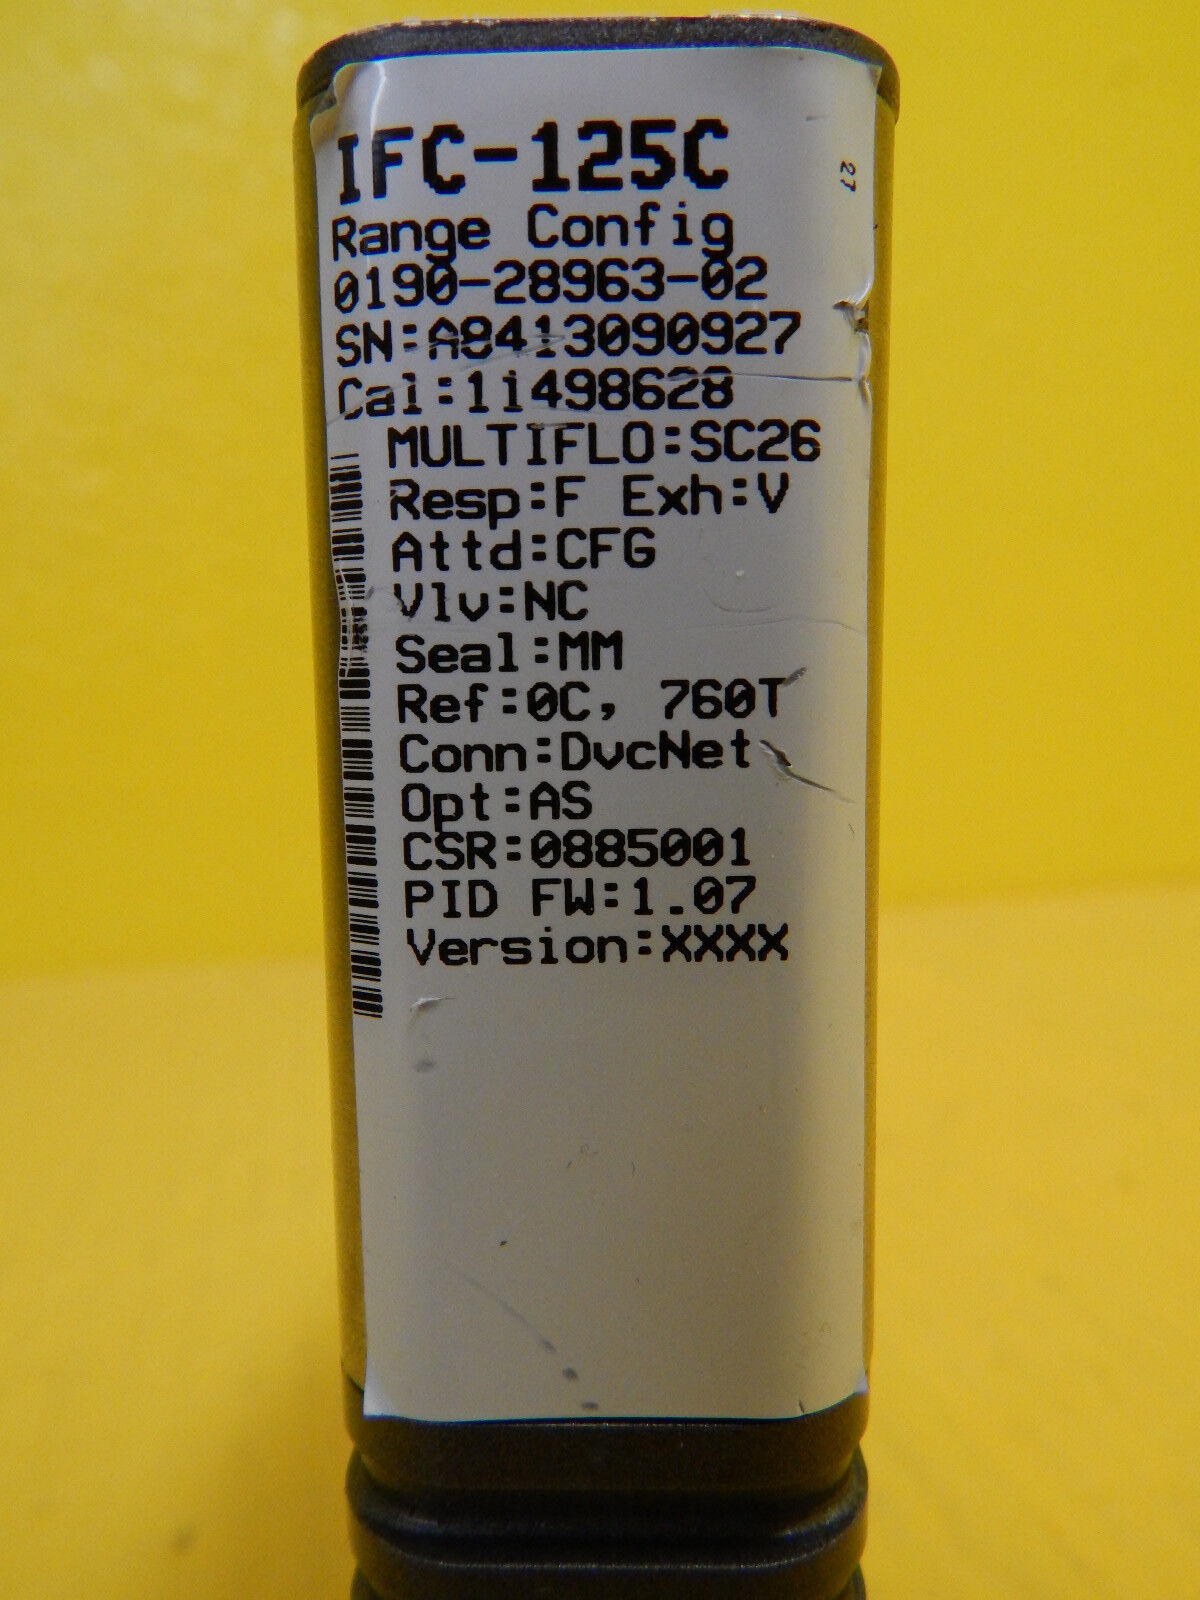 IFC-125C
27
Range Config
0190-28963-02
SN:A8413090927
Cal:11498628
MULTIFLO:SC26
Resp:F Exh:V
Attd:CFG
Vlv:NC
Seal:MM
Ref:0C, 760T
Conn:DvcNet
Opt:AS
CSR:0885001
PID FW:1.07
Version:XXXX